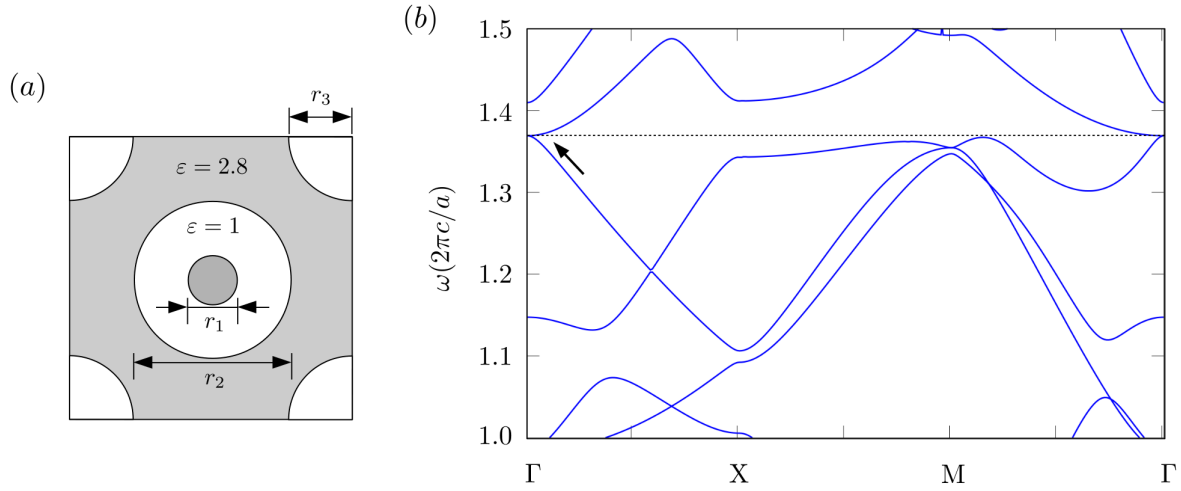 (a)
r₃
ε = 2.8
ε = 1
r₁
r₂
(b)
ω(2πc/a)
1.5
1.4
1.3
1.2
1.1
1.0
Γ X M Γ